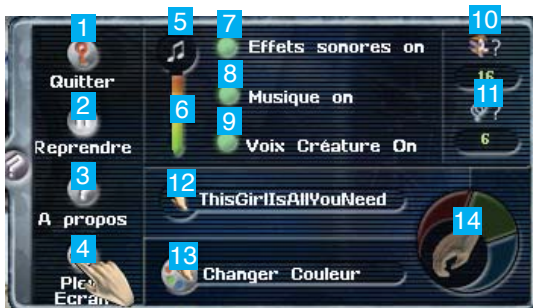 1
5
7
Effets sonores on
10
?
Quitter
8
16
6
Musique on
11
?
2
Reprendre
9
Voix Créature On
6
3
A propos
12
ThisGirlIsAllYouNeed
14
4
13
Changer Couleur
Ecran